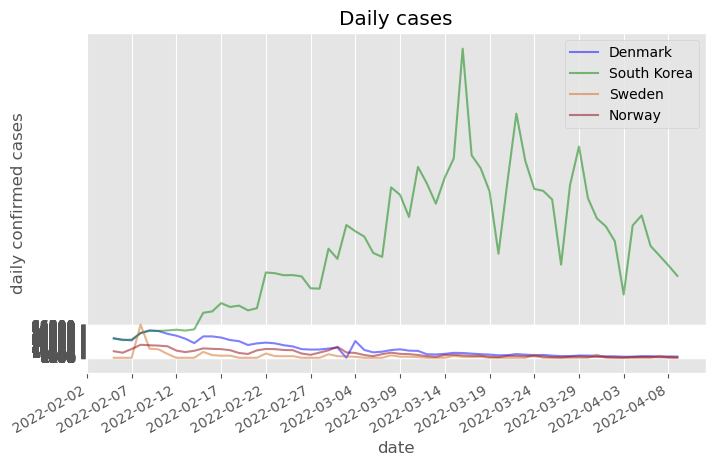 Daily cases
Denmark
South Korea
Sweden
Norway
daily confirmed cases
2022-02-02
2022-02-07
2022-02-12
2022-02-17
2022-02-22
2022-02-27
2022-03-04
2022-03-09
2022-03-14
2022-03-19
2022-03-24
2022-03-29
2022-04-03
2022-04-08
date